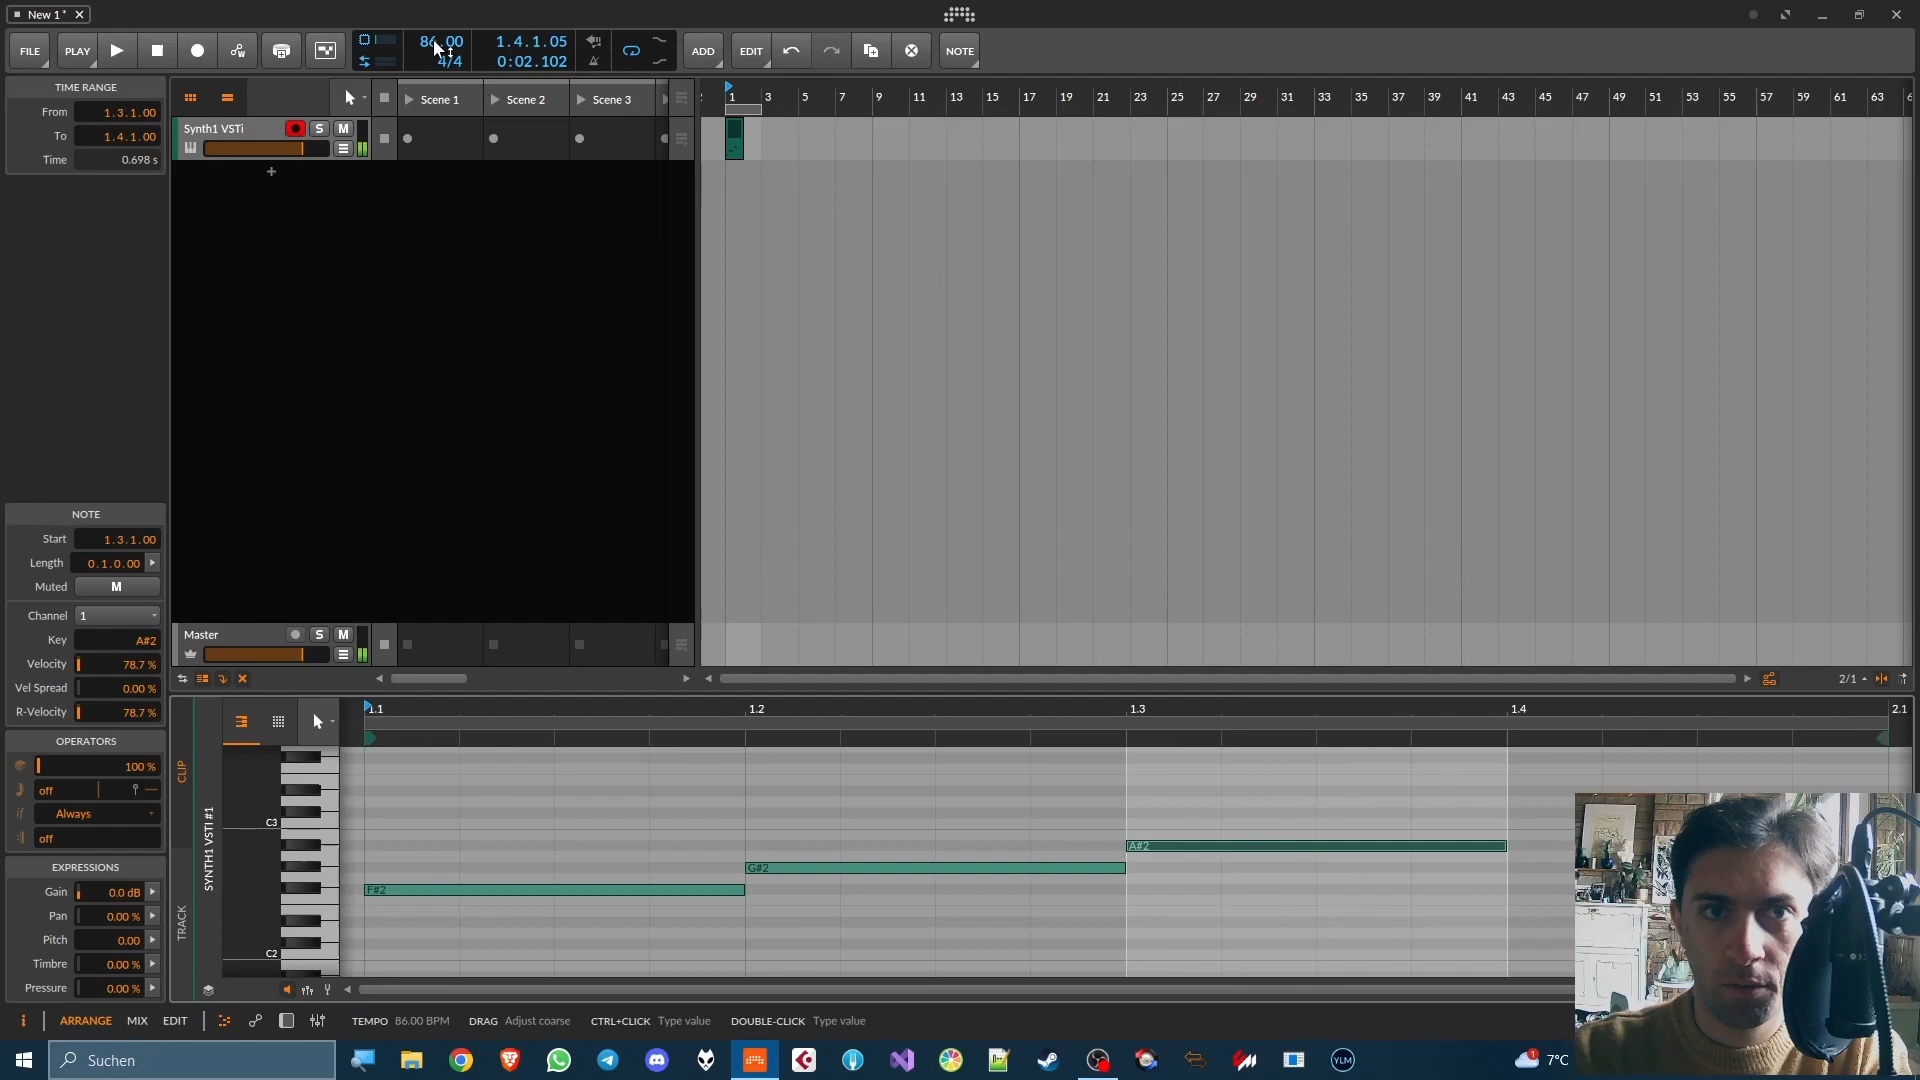 New 1*
FILE
PLAY
86.00
4/4
1.4.1.05
0:02.102
ADD
EDIT
NOTE
TIME RANGE
From 1.3.1.00
To 1.4.1.00
Time 0.698 s
Scene 1
Scene 2
Scene 3
1 3 5 7 9 11 13 15 17 19 21 23 25 27 29 31 33 35 37 39 41 43 45 47 49 51 53 55 57 59 61 63
Synth1 VSTi
S M
Master
S M
2/1
NOTE
Start 1.3.1.00
Length 0.1.0.00
Muted M
Channel 1
Key A#2
Velocity 78.7 %
Vel Spread 0.00 %
R-Velocity 78.7 %
OPERATORS
100 %
off
if Always
off
EXPRESSIONS
Gain 0.0 dB
Pan 0.00 %
Pitch 0.00
Timbre 0.00 %
Pressure 0.00 %
CLIP
TRACK
SYNTH1 VSTI #1
1.1 1.2 1.3 1.4 2.1
C3
C2
A#2
G#2
F#2
i
ARRANGE MIX EDIT
TEMPO 86.00 BPM DRAG Adjust coarse CTRL+CLICK Type value DOUBLE-CLICK Type value
Suchen
YLM
1
7°C